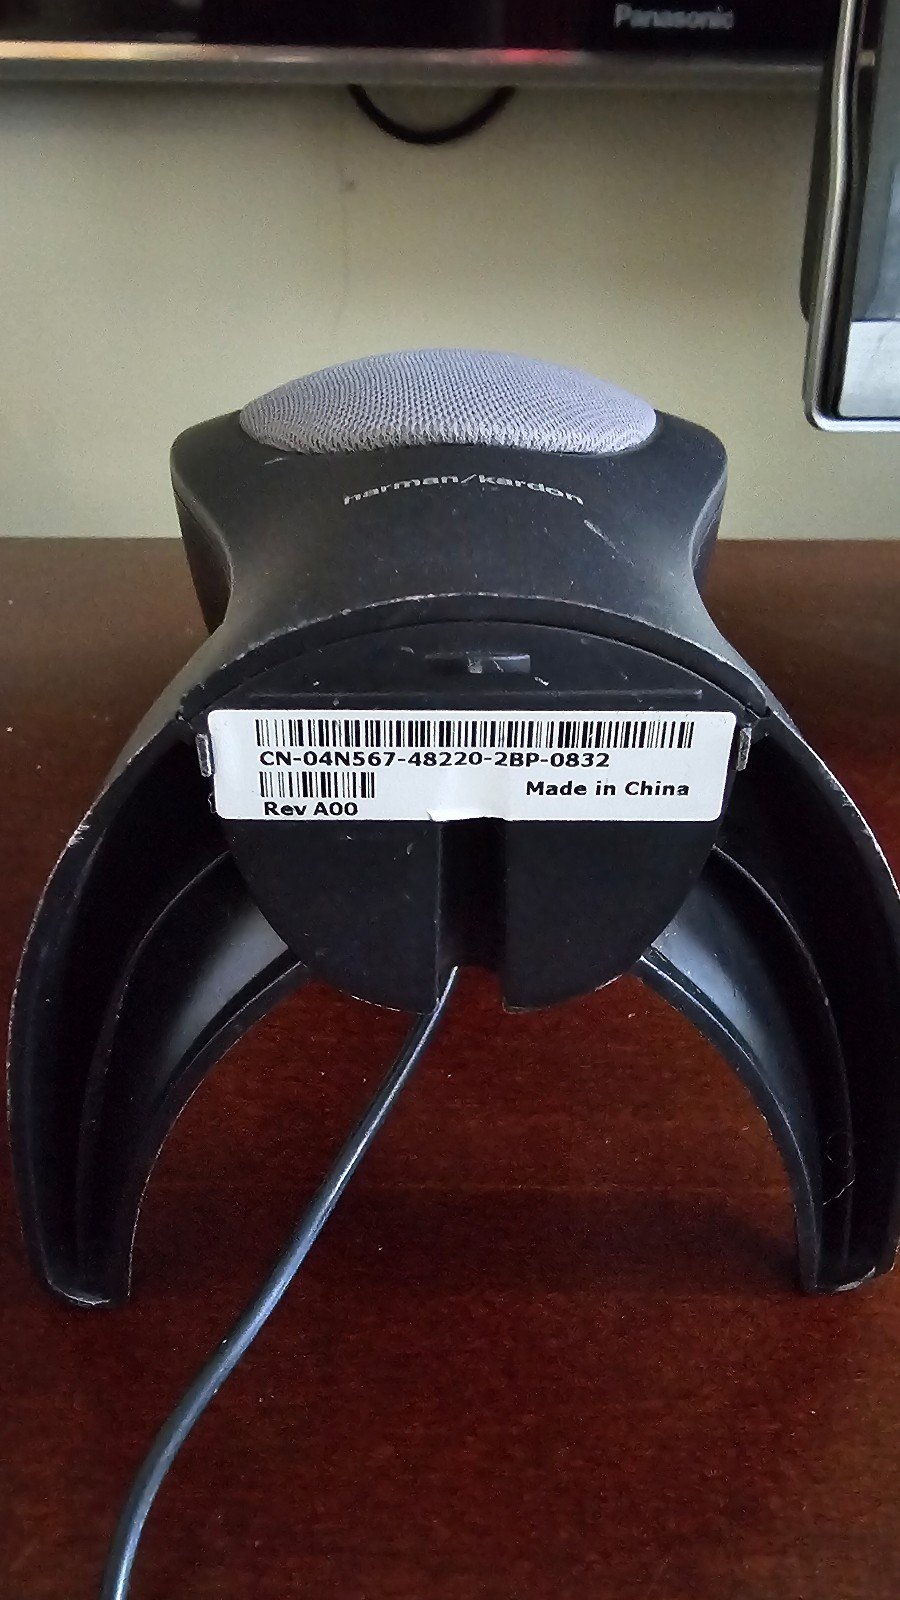 Panasonic
harman/kardon
CN-04N567-48220-2BP-0832
Made in China
Rev A00